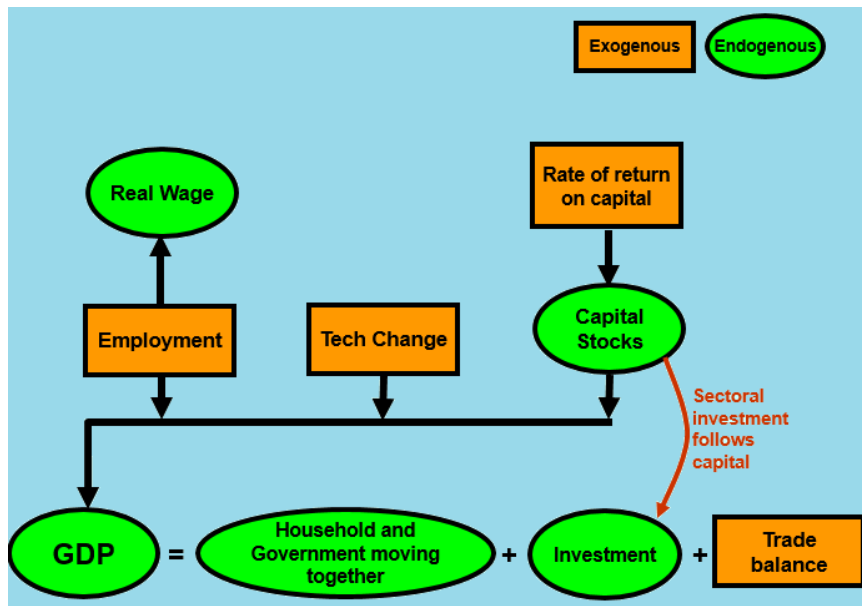 Exogenous
Endogenous
Real Wage
Rate of return
on capital
Employment
Tech Change
Capital
Stocks
Sectoral
investment
follows
capital
GDP
=
Household and
Government moving
together
+
Investment
+
Trade
balance